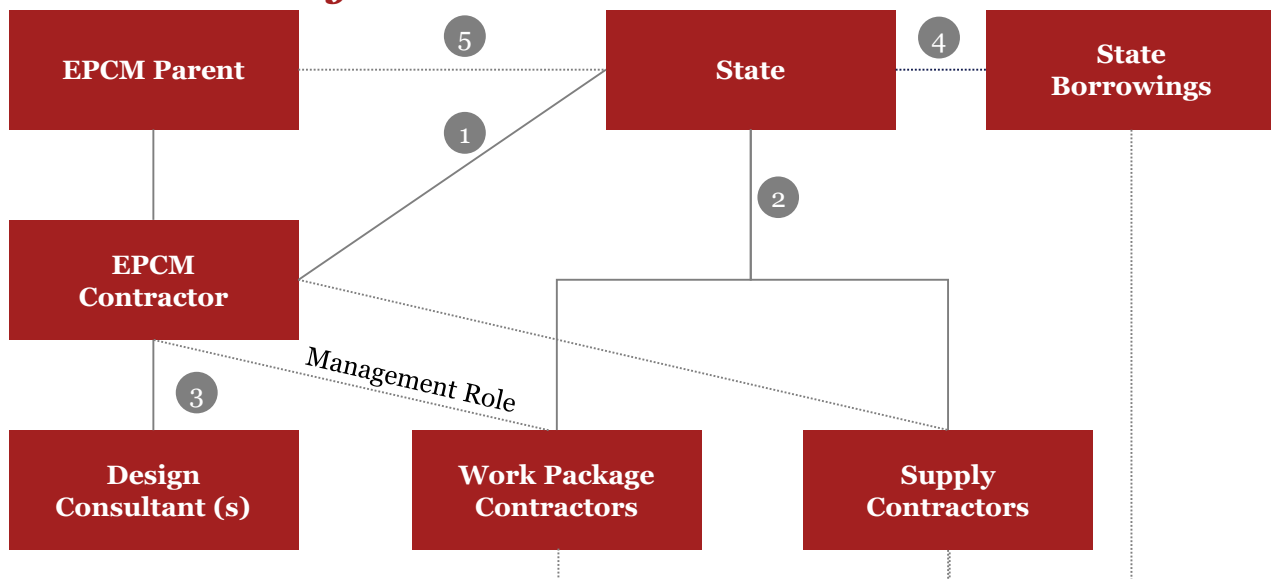 EPCM Parent
5
State
4
State
Borrowings
1
2
EPCM
Contractor
Management Role
3
Design
Consultant (s)
Work Package
Contractors
Supply
Contractors